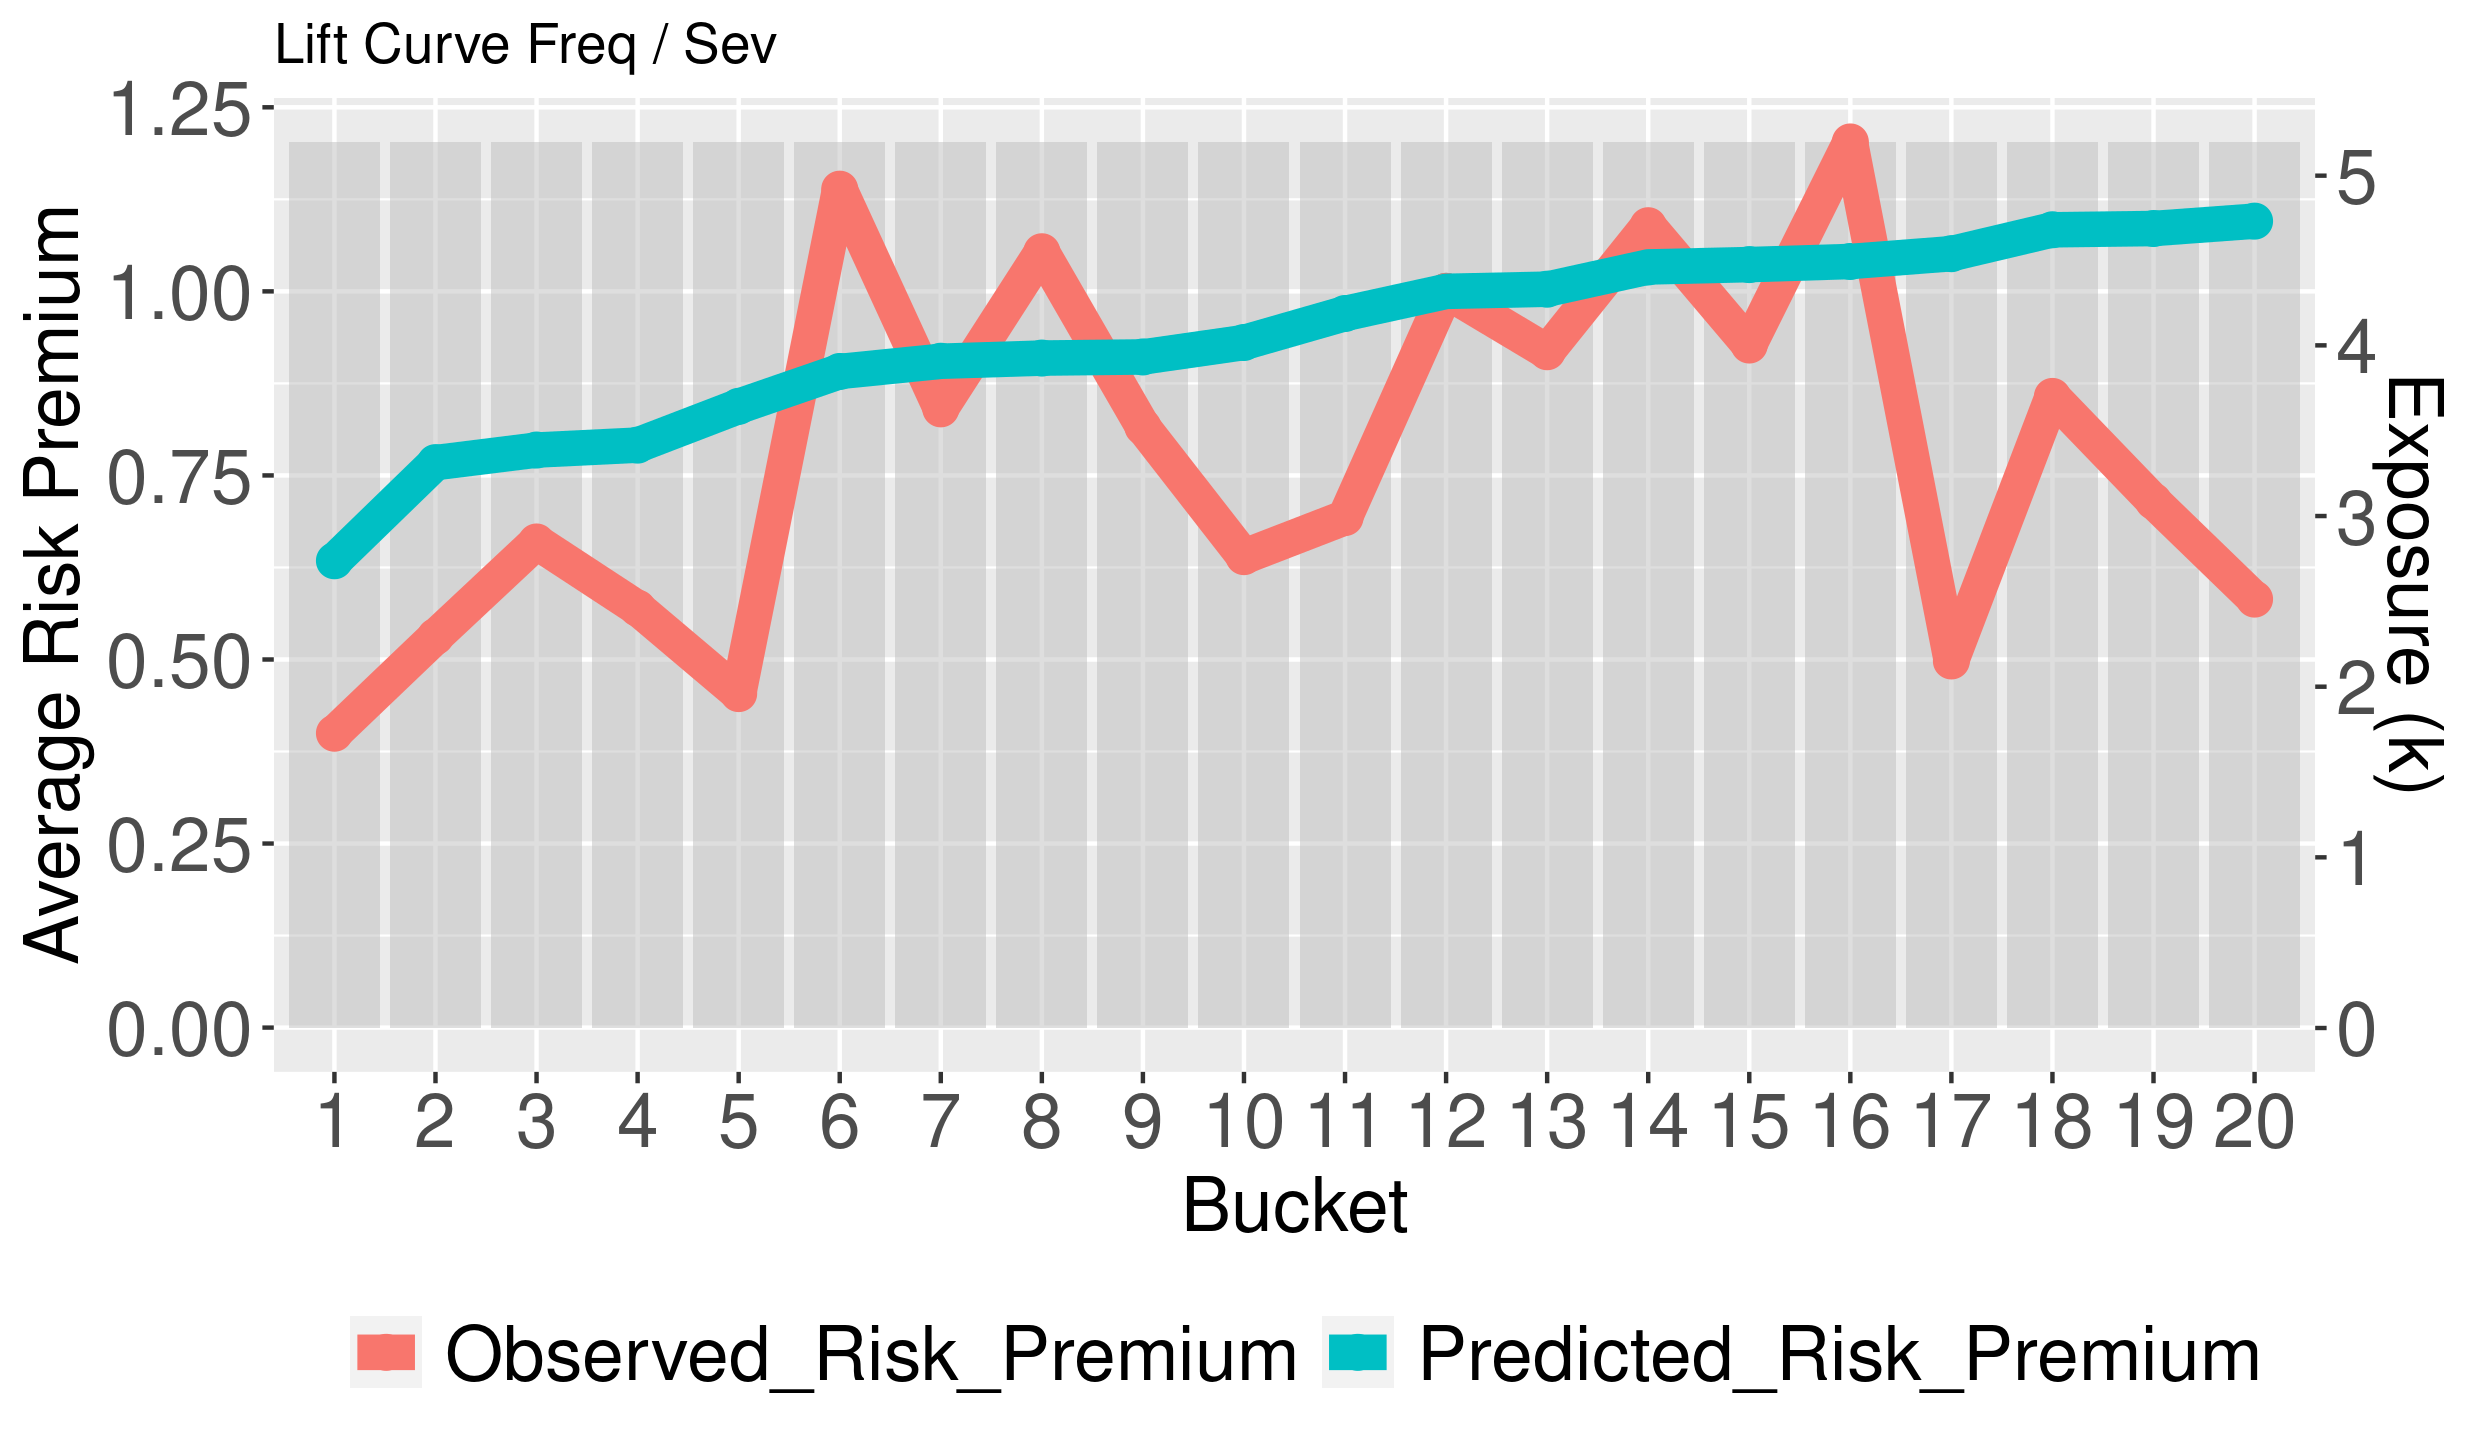 Lift Curve Freq / Sev
Average Risk Premium
1.25
1.00
0.75
0.50
0.25
0.00
5
4
3
2
1
0
Exposure (k)
1 2 3 4 5 6 7 8 9 10 11 12 13 14 15 16 17 18 19 20
Bucket
Observed_Risk_Premium Predicted_Risk_Premium